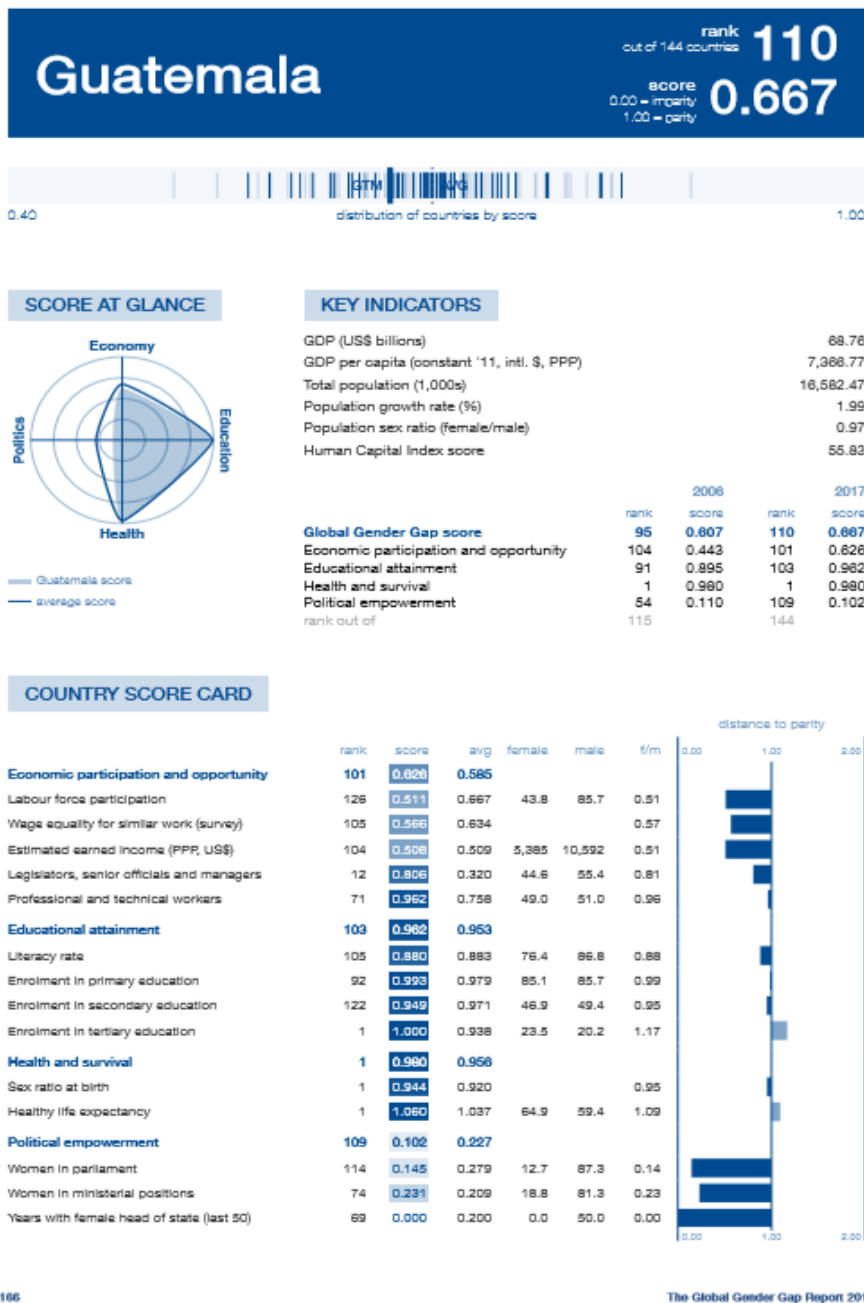 Guatemala
rank 110
out of 144 countries
score 0.667
0.00 = imparity
1.00 = parity
GTM AVG
0.40 distribution of countries by score 1.00
SCORE AT GLANCE
Economy
Education
Politics
Health
Guatemala score
average score
KEY INDICATORS
GDP (US$ billions) 68.76
GDP per capita (constant '11, intl. $, PPP) 7,366.77
Total population (1,000s) 16,582.47
Population growth rate (%) 1.99
Population sex ratio (female/male) 0.97
Human Capital Index score 55.83
2006 2017
rank score rank score
Global Gender Gap score 95 0.607 110 0.667
Economic participation and opportunity 104 0.443 101 0.626
Educational attainment 91 0.895 103 0.962
Health and survival 1 0.980 1 0.980
Political empowerment 54 0.110 109 0.102
rank out of 115 144
COUNTRY SCORE CARD
distance to parity
rank score avg female male f/m 0.00 1.00 2.00
Economic participation and opportunity 101 0.626 0.585
Labour force participation 126 0.511 0.667 43.8 85.7 0.51
Wage equality for similar work (survey) 105 0.566 0.634 0.57
Estimated earned income (PPP, US$) 104 0.508 0.509 5,385 10,592 0.51
Legislators, senior officials and managers 12 0.806 0.320 44.6 55.4 0.81
Professional and technical workers 71 0.962 0.758 49.0 51.0 0.96
Educational attainment 103 0.962 0.953
Literacy rate 105 0.880 0.883 76.4 86.8 0.88
Enrolment in primary education 92 0.993 0.979 85.1 85.7 0.99
Enrolment in secondary education 122 0.949 0.971 46.9 49.4 0.95
Enrolment in tertiary education 1 1.000 0.938 23.5 20.2 1.17
Health and survival 1 0.980 0.956
Sex ratio at birth 1 0.944 0.920 0.95
Healthy life expectancy 1 1.060 1.037 64.9 59.4 1.09
Political empowerment 109 0.102 0.227
Women in parliament 114 0.145 0.279 12.7 87.3 0.14
Women in ministerial positions 74 0.231 0.209 18.8 81.3 0.23
Years with female head of state (last 50) 69 0.000 0.200 0.0 50.0 0.00
0.00 1.00 2.00
166 The Global Gender Gap Report 20